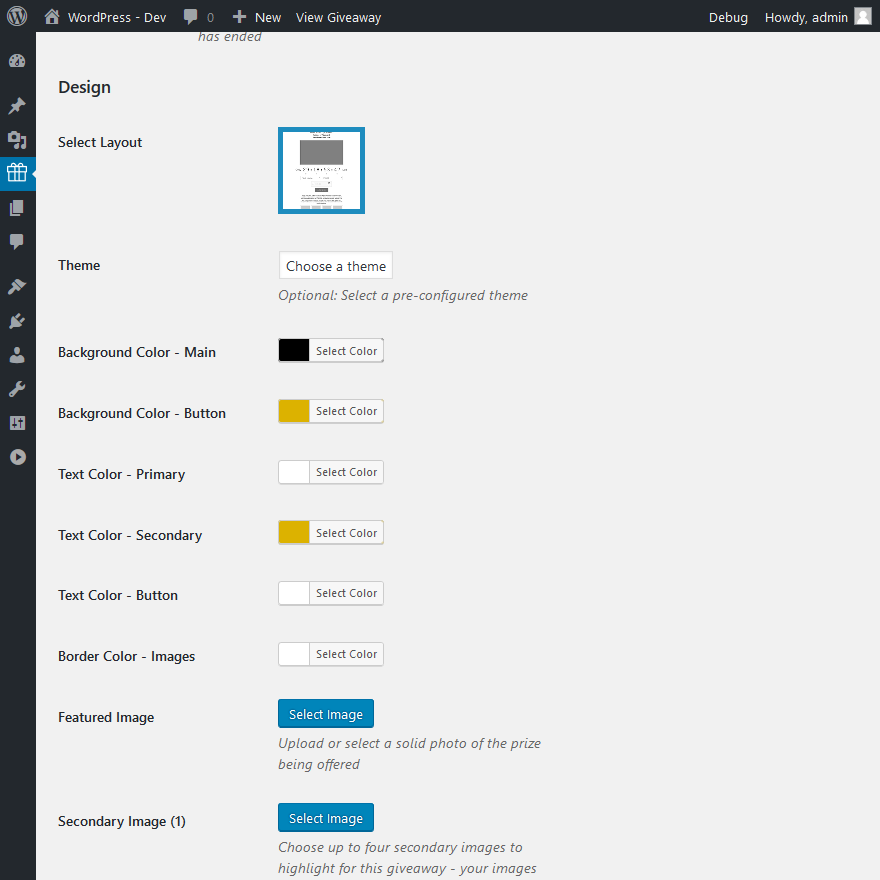 WordPress - Dev 0 New View Giveaway Debug Howdy, admin
has ended
Design
Select Layout
Theme Choose a theme
Optional: Select a pre-configured theme
Background Color - Main Select Color
Background Color - Button Select Color
Text Color - Primary Select Color
Text Color - Secondary Select Color
Text Color - Button Select Color
Border Color - Images Select Color
Featured Image Select Image
Upload or select a solid photo of the prize
being offered
Secondary Image (1) Select Image
Choose up to four secondary images to
highlight for this giveaway - your images